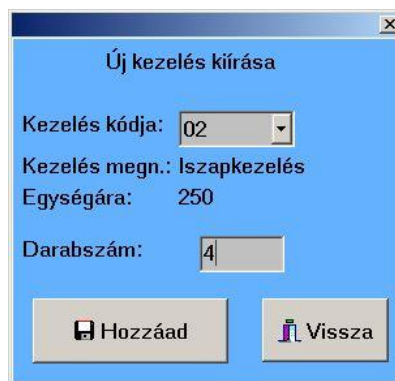 Új kezelés kiírása
Kezelés kódja: 02
Kezelés megn.: Iszapkezelés
Egységára: 250
Darabszám: 4
Hozzáad Vissza